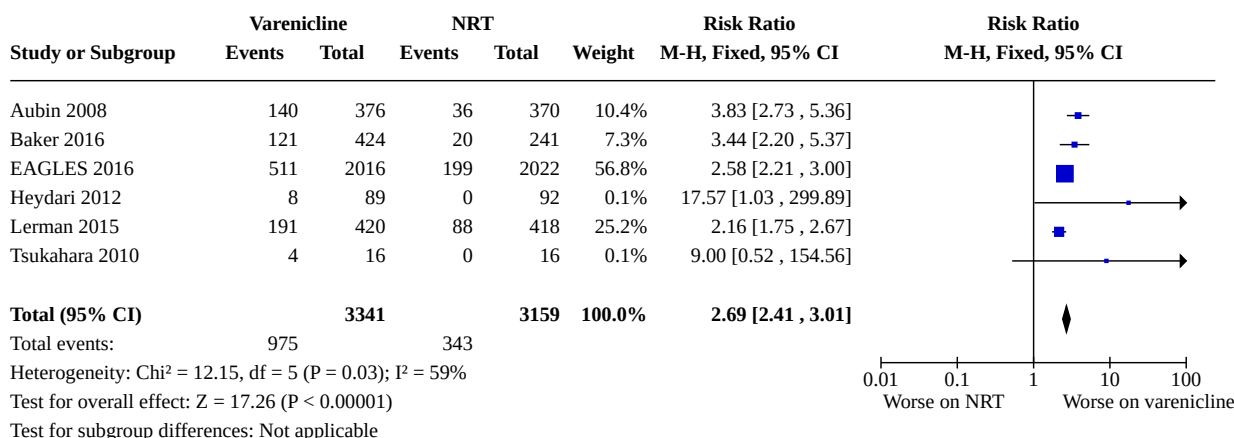 Varenicline NRT Risk Ratio Risk Ratio
Study or Subgroup Events Total Events Total Weight M-H, Fixed, 95% CI M-H, Fixed, 95% CI
Aubin 2008 140 376 36 370 10.4% 3.83 [2.73 , 5.36]
Baker 2016 121 424 20 241 7.3% 3.44 [2.20 , 5.37]
EAGLES 2016 511 2016 199 2022 56.8% 2.58 [2.21 , 3.00]
Heydari 2012 8 89 0 92 0.1% 17.57 [1.03 , 299.89]
Lerman 2015 191 420 88 418 25.2% 2.16 [1.75 , 2.67]
Tsukahara 2010 4 16 0 16 0.1% 9.00 [0.52 , 154.56]
Total (95% CI) 3341 3159 100.0% 2.69 [2.41 , 3.01]
Total events: 975 343
Heterogeneity: Chi² = 12.15, df = 5 (P = 0.03); I² = 59%
Test for overall effect: Z = 17.26 (P < 0.00001)
Test for subgroup differences: Not applicable
0.01 0.1 1 10 100
Worse on NRT Worse on varenicline